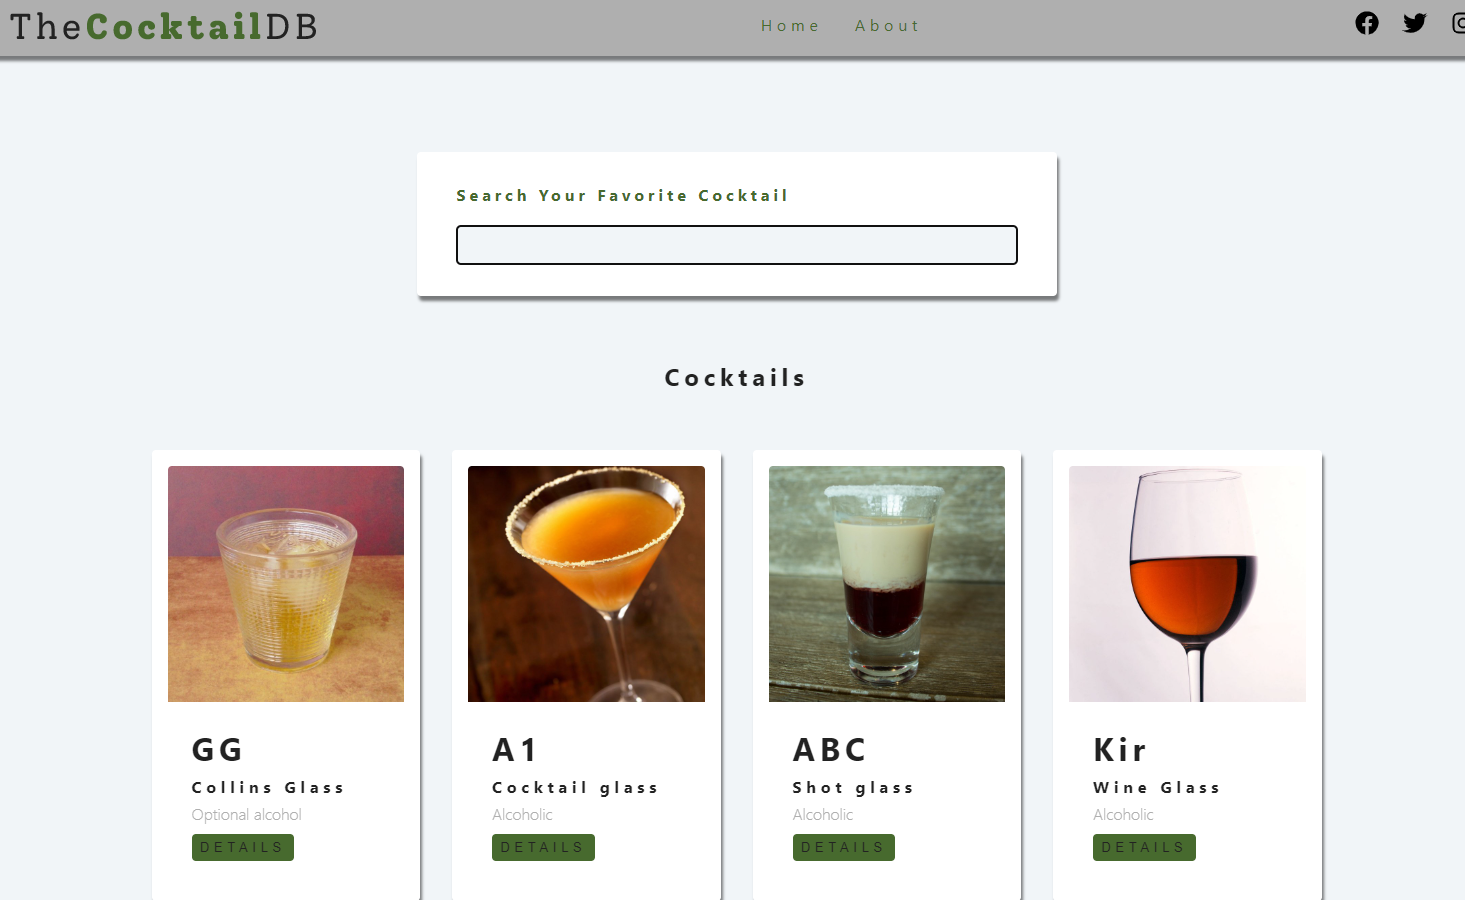 TheCocktailDB
Home About
Search Your Favorite Cocktail
Cocktails
GG
Collins Glass
Optional alcohol
DETAILS
A1
Cocktail glass
Alcoholic
DETAILS
ABC
Shot glass
Alcoholic
DETAILS
Kir
Wine Glass
Alcoholic
DETAILS